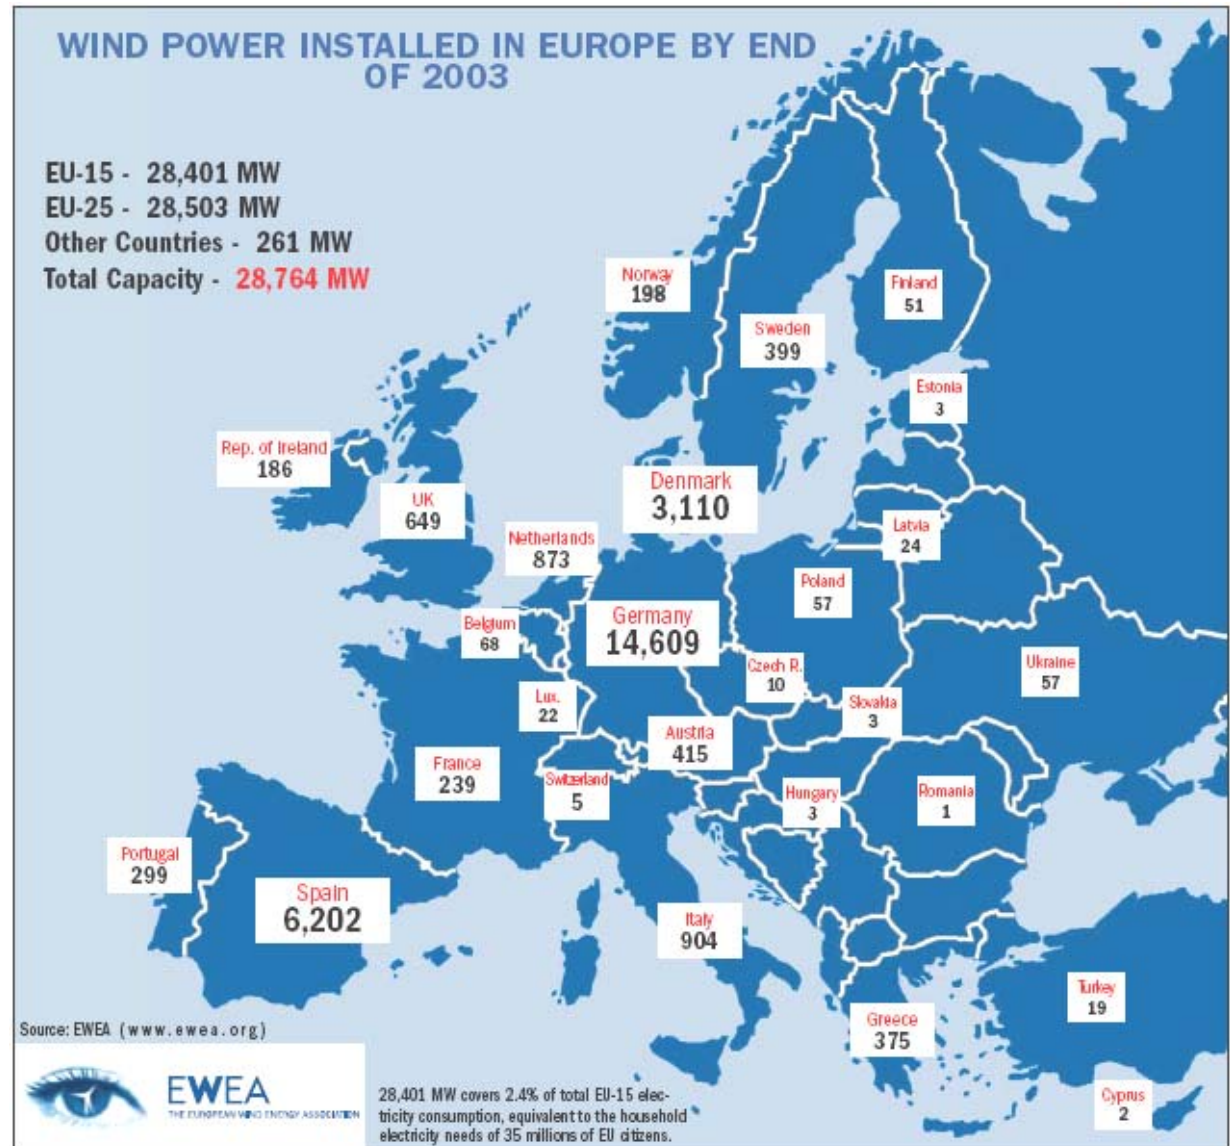 WIND POWER INSTALLED IN EUROPE BY END
OF 2003
EU-15 - 28,401 MW
EU-25 - 28,503 MW
Other Countries - 261 MW
Total Capacity - 28,764 MW
Norway
198
Finland
51
Sweden
399
Estonia
3
Rep. of Ireland
186
UK
649
Denmark
3,110
Latvia
24
Netherlands
873
Poland
57
Belgium
68
Germany
14,609
Czech R.
10
Ukraine
57
Lux.
22
Slovakia
3
Austria
415
France
239
Switzerland
5
Hungary
3
Romania
1
Portugal
299
Spain
6,202
Italy
904
Turkey
19
Greece
375
Cyprus
2
Source: EWEA (www.ewea.org)
EWEA
THE EUROPEAN WIND ENERGY ASSOCIATION
28,401 MW covers 2.4% of total EU-15 elec-
tricity consumption, equivalent to the household
electricity needs of 35 millions of EU citizens.